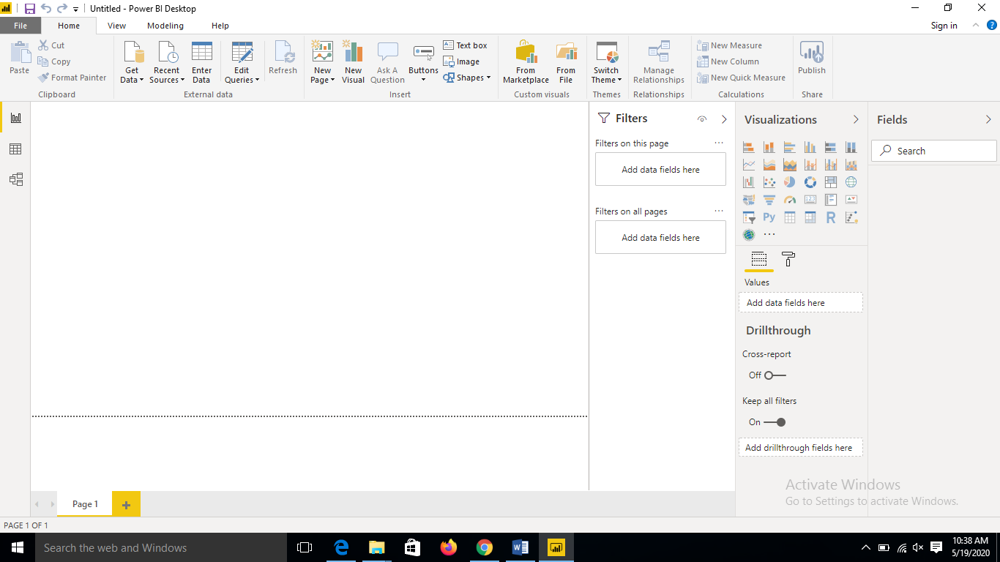 Untitled - Power BI Desktop
File Home View Modeling Help Sign in ?
Paste
Cut
Copy
Format Painter
Clipboard
Get Data
Recent Sources
Enter Data
Edit Queries
Refresh
External data
New Page
New Visual
Ask A Question
Buttons
Text box
Image
Shapes
Insert
From Marketplace
From File
Custom visuals
Switch Theme
Themes
Manage Relationships
Relationships
New Measure
New Column
New Quick Measure
Calculations
Publish
Share
Filters
Filters on this page ...
Add data fields here
Filters on all pages ...
Add data fields here
Visualizations
123
Py
R
...
Values
Add data fields here
Drillthrough
Cross-report
Off
Keep all filters
On
Add drillthrough fields here
Fields
Search
Activate Windows
Go to Settings to activate Windows.
Page 1 +
PAGE 1 OF 1
Search the web and Windows
10:38 AM
5/19/2020